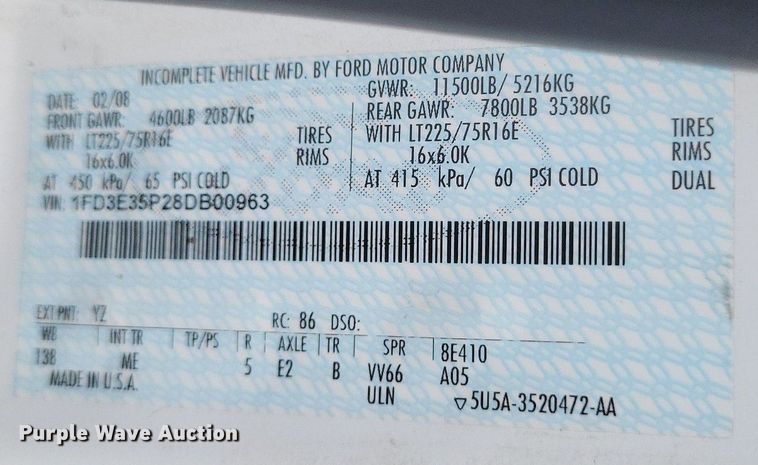 INCOMPLETE VEHICLE MFD. BY FORD MOTOR COMPANY
DATE: 02/08 GVWR: 11500LB/ 5216KG
FRONT GAWR: 4600LB 2087KG REAR GAWR: 7800LB 3538KG
WITH LT225/75R16E TIRES WITH LT225/75R16E TIRES
16x6.0K RIMS 16x6.0K RIMS
AT 450 kPa/ 65 PSI COLD AT 415 kPa/ 60 PSI COLD DUAL
VIN: 1FD3E35P28DB00963
EXT PNT: YZ RC: 86 DSO:
WB INT TR TP/PS R AXLE TR SPR 8E410
138 ME 5 E2 B VV66 A05
MADE IN U.S.A. ULN ▽5U5A-3520472-AA
Purple Wave Auction